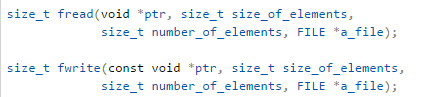 size_t fread(void *ptr, size_t size_of_elements,
             size_t number_of_elements, FILE *a_file);

size_t fwrite(const void *ptr, size_t size_of_elements,
             size_t number_of_elements, FILE *a_file);